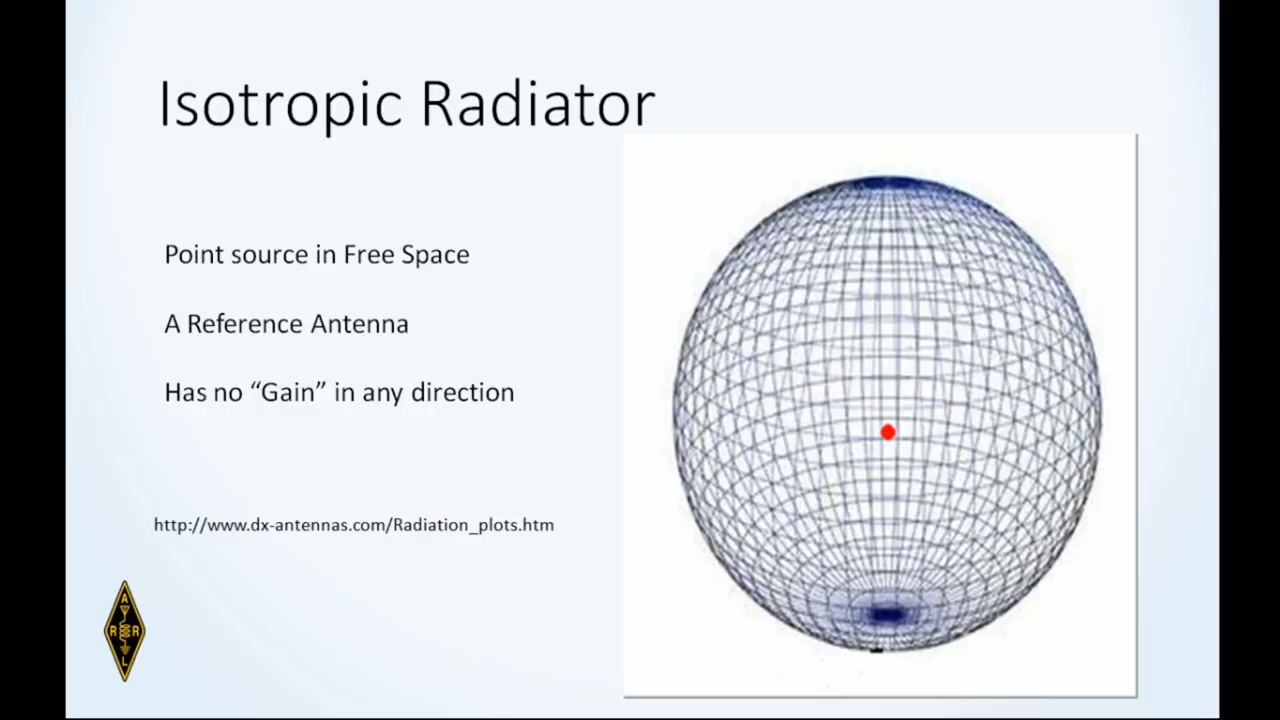 Isotropic Radiator
Point source in Free Space
A Reference Antenna
Has no “Gain” in any direction
http://www.dx-antennas.com/Radiation_plots.htm
A
R R
L